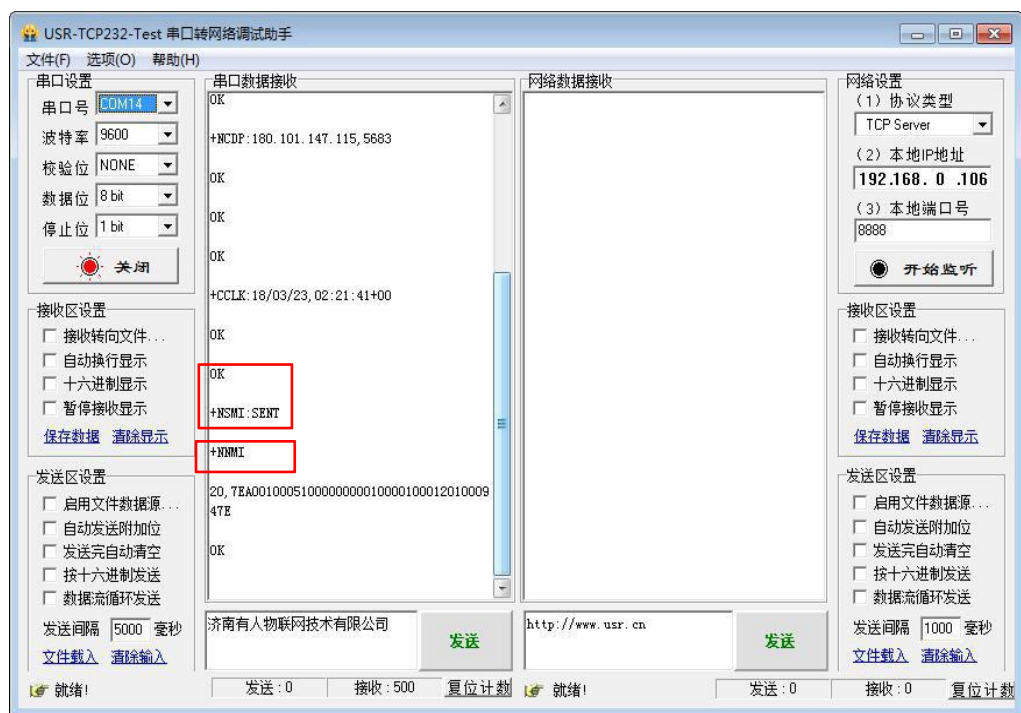 USR-TCP232-Test 串口转网络调试助手
文件(F) 选项(O) 帮助(H)
串口设置
串口号 COM14
波特率 9600
校验位 NONE
数据位 8 bit
停止位 1 bit
关闭
接收区设置
接收转向文件...
自动换行显示
十六进制显示
暂停接收显示
保存数据 清除显示
发送区设置
启用文件数据源...
自动发送附加位
发送完自动清空
按十六进制发送
数据流循环发送
发送间隔 5000 毫秒
文件载入 清除输入
就绪!
串口数据接收
OK
+NCDP:180.101.147.115,5683
OK
OK
OK
+CCLK:18/03/23,02:21:41+00
OK
OK
+NSMI:SENT
+NNMI
20,7EA0010005100000000010000100012010009
47E
OK
济南有人物联网技术有限公司
发送
发送:0 接收:500 复位计数
网络数据接收
http://www.usr.cn
发送
就绪!
发送:0 接收:0 复位计数
网络设置
(1) 协议类型
TCP Server
(2) 本地IP地址
192.168. 0 .106
(3) 本地端口号
8888
开始监听
接收区设置
接收转向文件...
自动换行显示
十六进制显示
暂停接收显示
保存数据 清除显示
发送区设置
启用文件数据源...
自动发送附加位
发送完自动清空
按十六进制发送
数据流循环发送
发送间隔 1000 毫秒
文件载入 清除输入